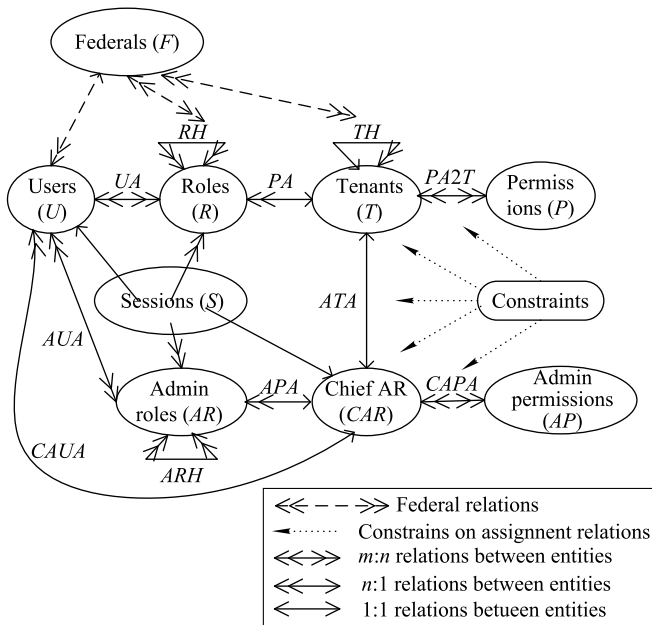 Federals (F)
RH
TH
Users
(U)
UA
Roles
(R)
PA
Tenants
(T)
PA2T
Permiss
ions (P)
Sessions (S)
ATA
Constraints
AUA
Admin
roles (AR)
APA
Chief AR
(CAR)
CAPA
Admin
permissions
(AP)
CAUA
ARH
Federal relations
Constrains on assignnent relations
m:n relations between entities
n:1 relations between entities
1:1 relations betueen entities